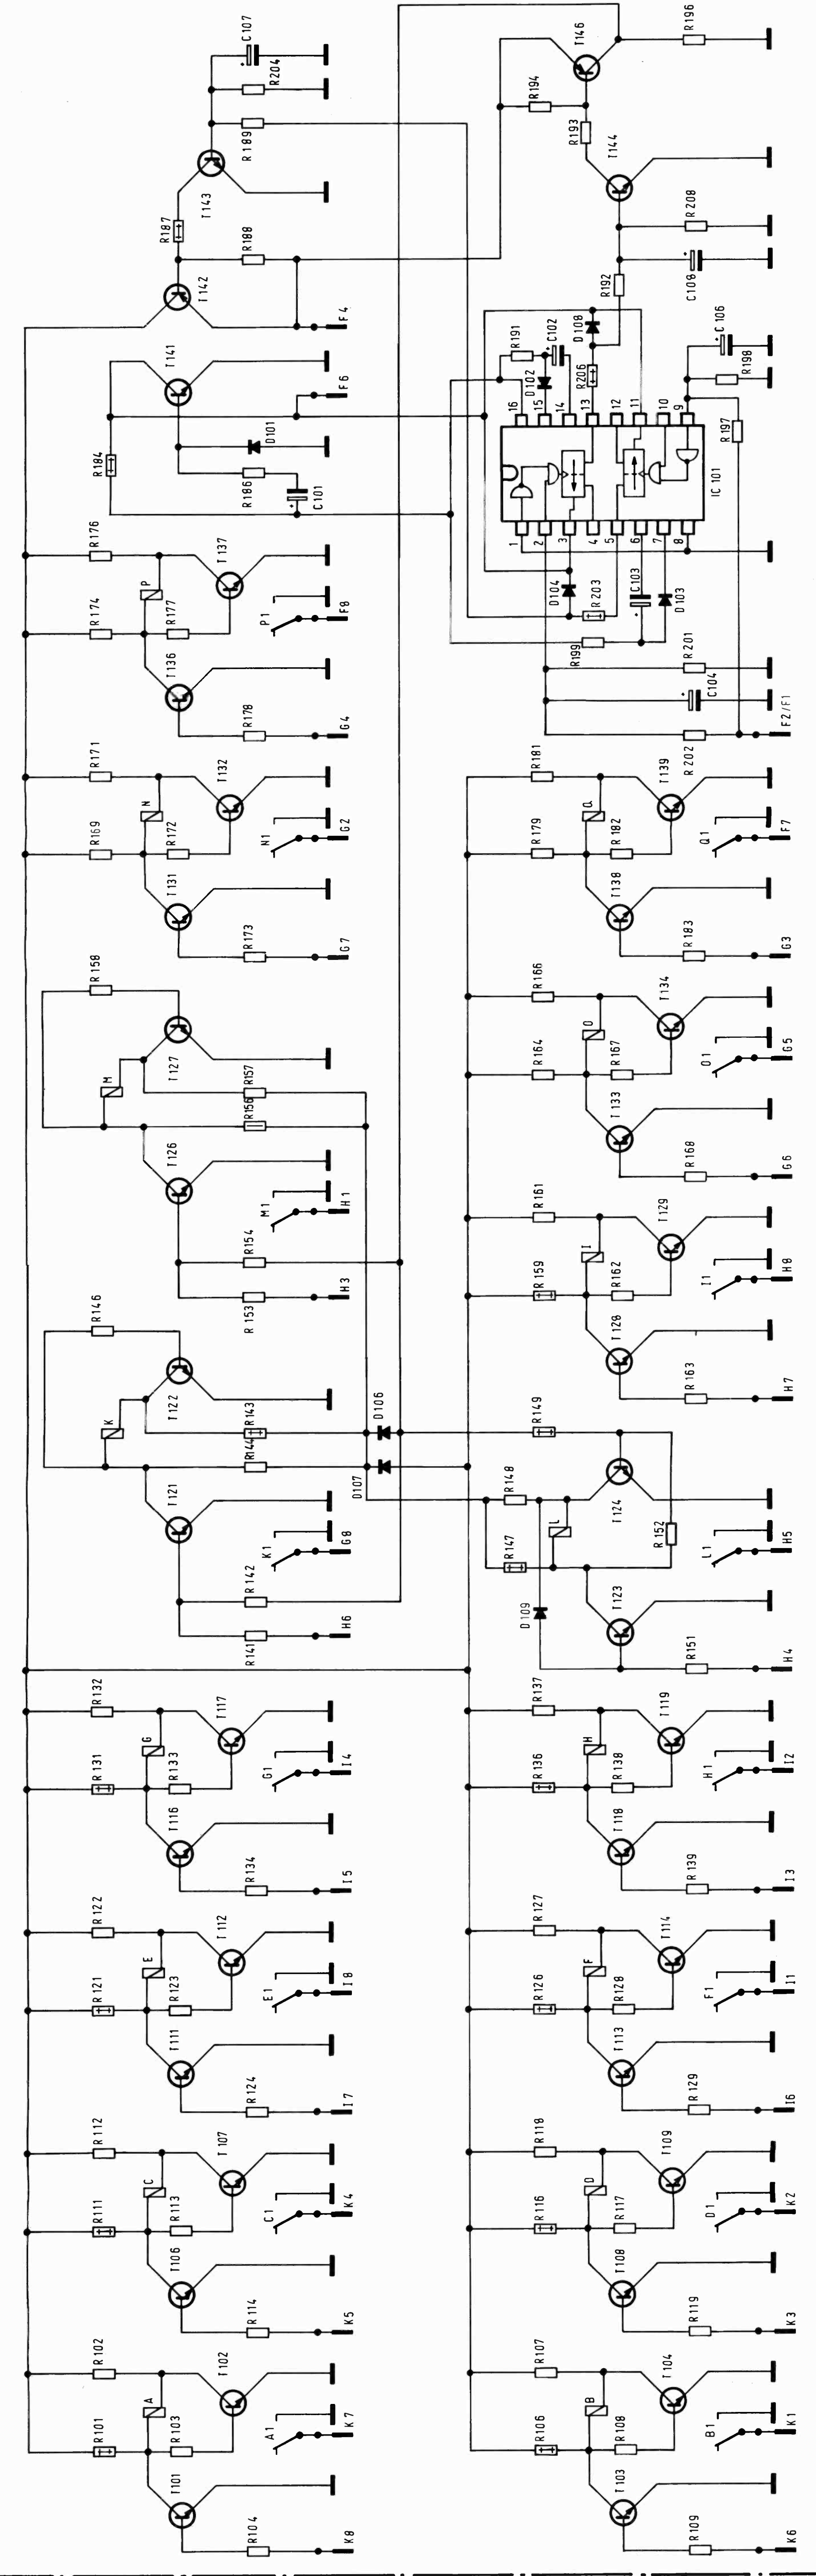 C107
R204
R189
T143
R187
R188
T142
F4
T141
F6
D101
R184
R186
C101
R176
T137
P
R174
R177
P1
F8
T136
R178
G4
R171
T132
N
R169
R172
N1
G2
T131
R173
G7
R158
T127
M
R157
R156
T126
M1
H1
R154
R153
H3
R146
T122
K
R143
R144
D106
D107
T121
K1
G8
R142
R141
H6
R132
T117
G
R131
R133
G1
I4
T116
R134
I5
R122
T112
E
R121
R123
E1
I8
T111
R124
I7
R112
T107
C
R111
R113
C1
K4
T106
R114
K5
R102
T102
A
R101
R103
A1
K7
T101
R104
K8
R196
T146
R194
R193
T144
R208
C108
R192
R191
C102
D102
D108
R206
C106
R198
R197
16
15
14
13
12
11
10
9
IC 101
1
2
3
4
5
6
7
8
D104
R203
C103
D103
R199
R201
C104
R202
F2/F1
R181
T139
Q
R179
R182
Q1
F7
T138
R183
G3
R166
T134
O
R164
R167
O1
G5
T133
R168
G6
R161
T129
I
R159
R162
I1
H8
T128
R163
H7
R149
R148
T124
L
R147
R152
L1
H5
D109
T123
R151
H4
R137
T119
H
R136
R138
H1
I2
T118
R139
I3
R127
T114
F
R126
R128
F1
I1
T113
R129
I6
R118
T109
D
R116
R117
D1
K2
T108
R119
K3
R107
T104
B
R106
R108
B1
K1
T103
R109
K6